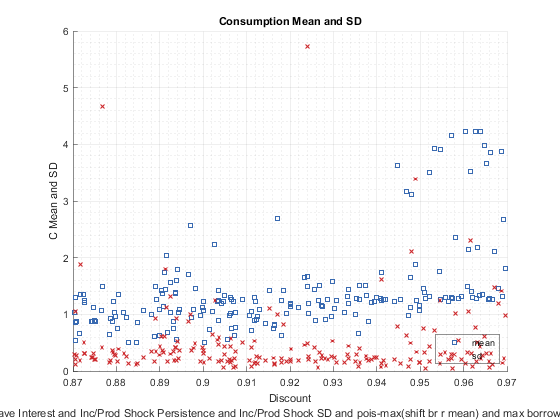 Consumption Mean and SD
C Mean and SD
6
5
4
3
2
1
0
0.87 0.88 0.89 0.9 0.91 0.92 0.93 0.94 0.95 0.96 0.97
mean
sd
Discount
ave Interest and Inc/Prod Shock Persistence and Inc/Prod Shock SD and pois-max(shift br r mean) and max borrow